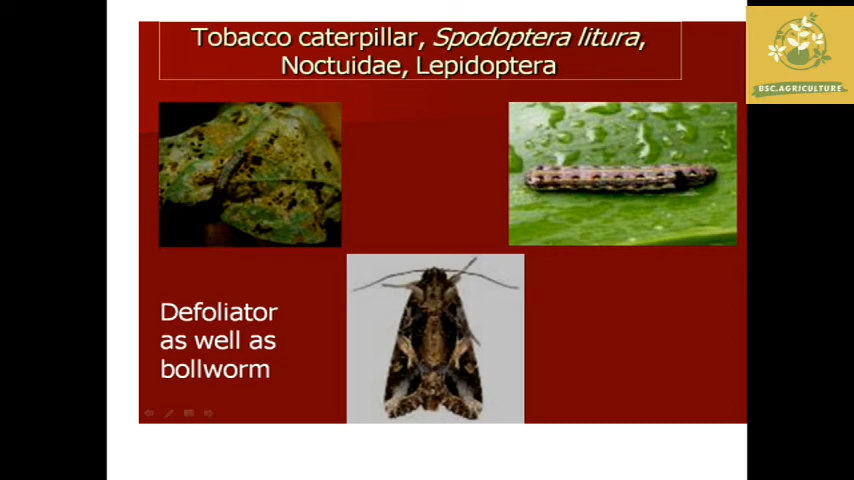 Tobacco caterpillar, Spodoptera litura,
Noctuidae, Lepidoptera
BSC.AGRICULTURE
Defoliator
as well as
bollworm